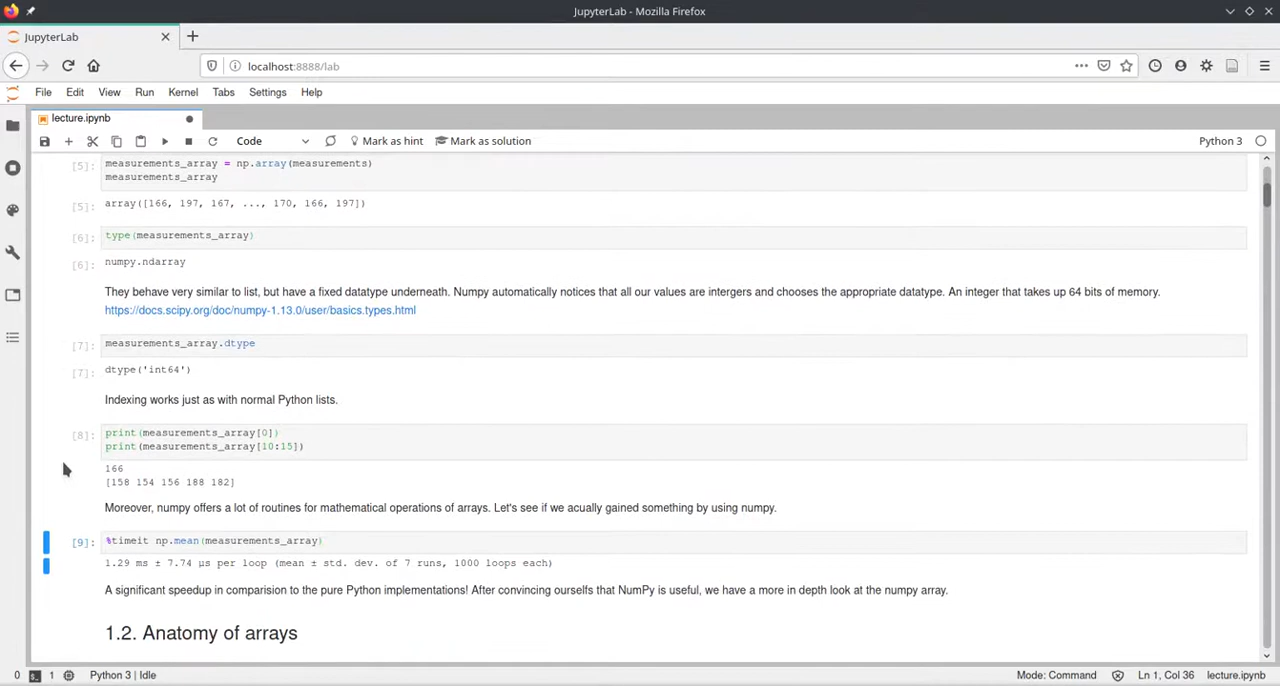 JupyterLab - Mozilla Firefox
JupyterLab
localhost:8888/lab
File Edit View Run Kernel Tabs Settings Help
lecture.ipynb
Code Mark as hint Mark as solution Python 3
[5]: measurements_array = np.array(measurements)
measurements_array
[5]: array([166, 197, 167, ..., 170, 166, 197])
[6]: type(measurements_array)
[6]: numpy.ndarray
They behave very similar to list, but have a fixed datatype underneath. Numpy automatically notices that all our values are intergers and chooses the appropriate datatype. An integer that takes up 64 bits of memory.
https://docs.scipy.org/doc/numpy-1.13.0/user/basics.types.html
[7]: measurements_array.dtype
[7]: dtype('int64')
Indexing works just as with normal Python lists.
[8]: print(measurements_array[0])
print(measurements_array[10:15])
166
[158 154 156 188 182]
Moreover, numpy offers a lot of routines for mathematical operations of arrays. Let's see if we acually gained something by using numpy.
[9]: %timeit np.mean(measurements_array)
1.29 ms ± 7.74 µs per loop (mean ± std. dev. of 7 runs, 1000 loops each)
A significant speedup in comparision to the pure Python implementations! After convincing ourselfs that NumPy is useful, we have a more in depth look at the numpy array.
1.2. Anatomy of arrays
0 1 Python 3 | Idle Mode: Command Ln 1, Col 36 lecture.ipynb